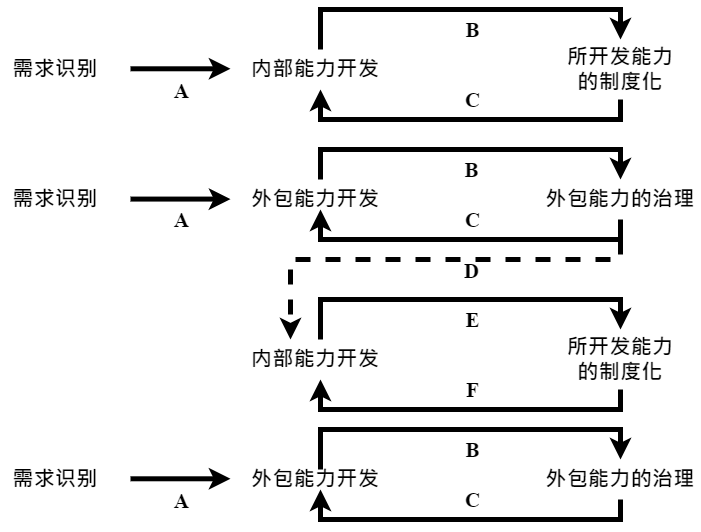 B
需求识别
内部能力开发
所开发能力
的制度化
A
C
B
需求识别
外包能力开发
外包能力的治理
A
C
D
E
内部能力开发
所开发能力
的制度化
F
B
需求识别
外包能力开发
外包能力的治理
A
C